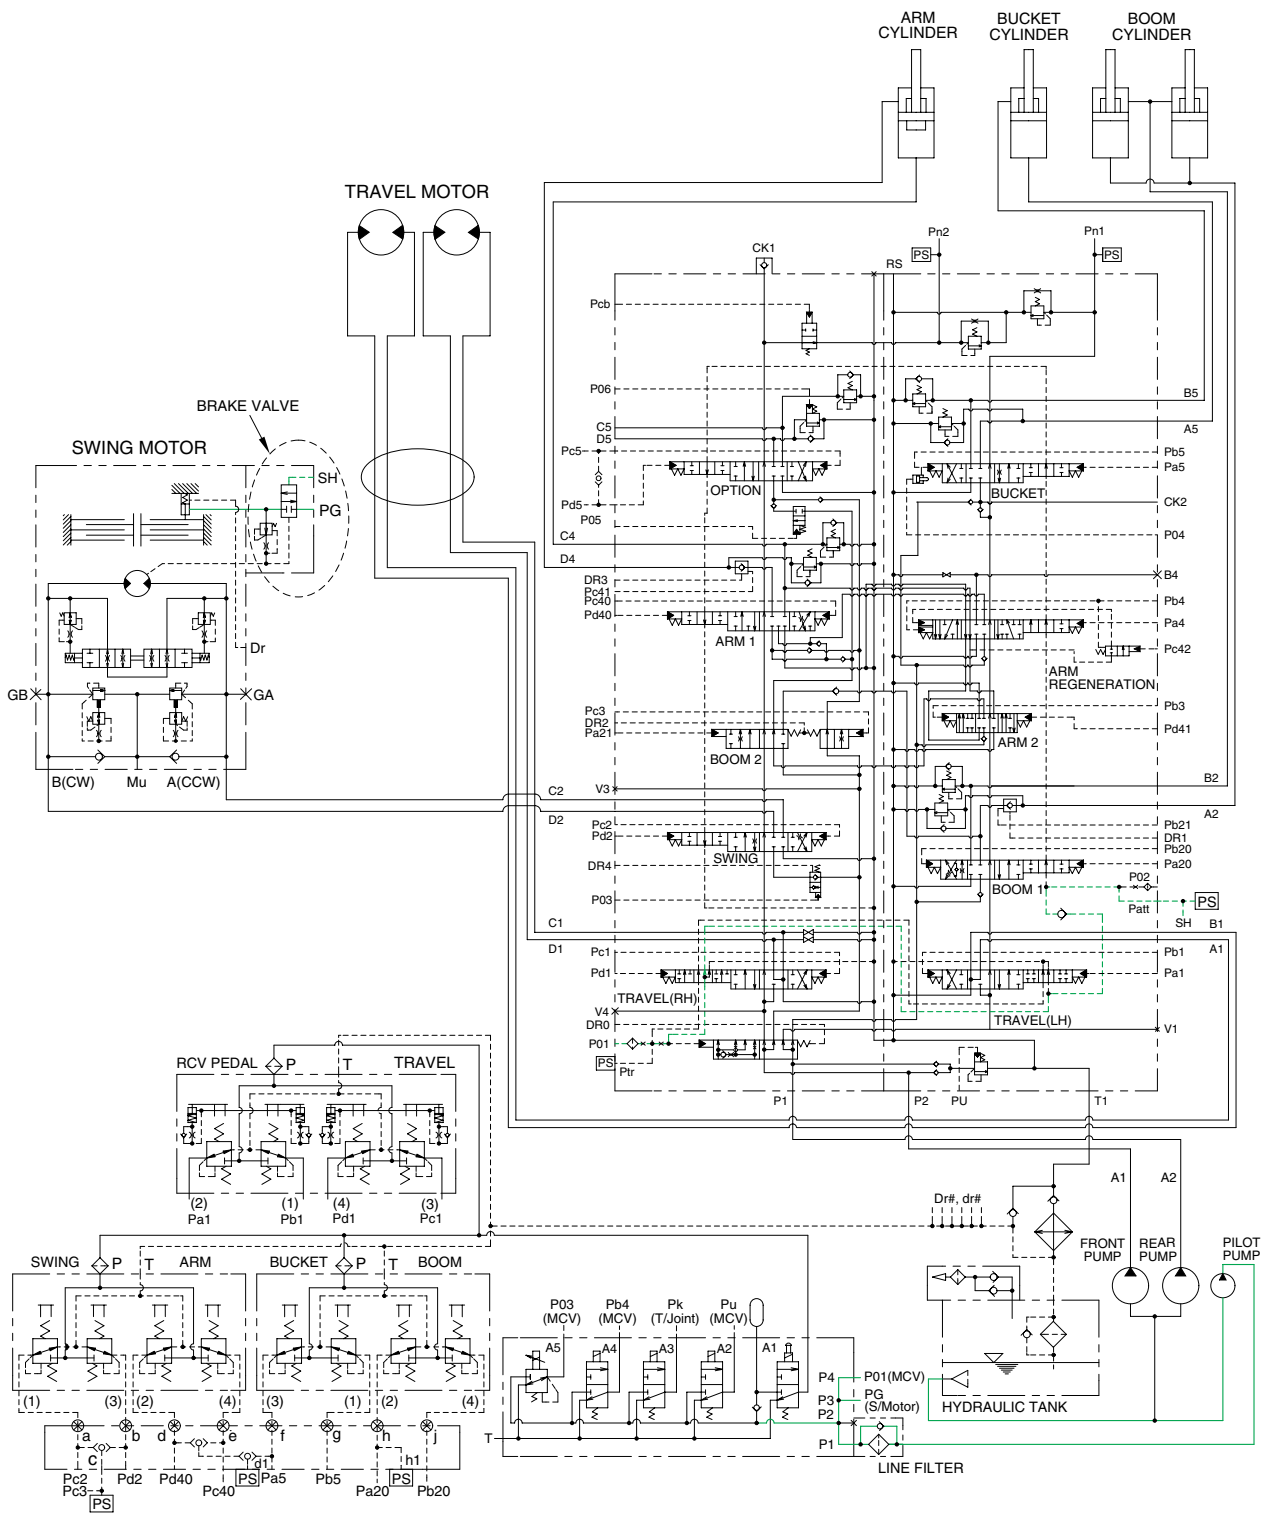 ARM
CYLINDER
BUCKET
CYLINDER
BOOM
CYLINDER
TRAVEL MOTOR
CK1
RS
Pn2
PS
Pn1
PS
Pcb
P06
C5
D5
Pc5
Pd5
P05
OPTION
C4
D4
DR3
Pc41
Pc40
Pd40
ARM 1
Pc3
DR2
Pa21
BOOM 2
V3
C2
D2
Pc2
Pd2
SWING
DR4
P03
C1
D1
Pc1
Pd1
TRAVEL(RH)
V4
DR0
P01
PS
Ptr
B5
A5
Pb5
Pa5
BUCKET
CK2
P04
B4
Pb4
Pa4
Pc42
ARM
REGENERATION
Pb3
Pd41
ARM 2
B2
A2
Pb21
DR1
Pb20
Pa20
BOOM 1
P02
Patt
PS
SH
B1
A1
Pb1
Pa1
TRAVEL(LH)
V1
P1
P2
PU
T1
BRAKE VALVE
SWING MOTOR
SH
PG
Dr
GB
GA
B(CW)
Mu
A(CCW)
RCV PEDAL
P
T
TRAVEL
(2)
(1)
(4)
(3)
Pa1
Pb1
Pd1
Pc1
SWING
P
T
ARM
BUCKET
P
T
BOOM
(1)
(3)
(2)
(4)
(3)
(1)
(2)
(4)
a
b
d
e
f
g
h
j
c
d1
h1
Pc2
Pd2
Pd40
PS
Pa5
Pb5
PS
Pc3
Pc40
Pa20
Pb20
PS
P03
(MCV)
Pb4
(MCV)
Pk
(T/Joint)
Pu
(MCV)
A5
A4
A3
A2
A1
T
P4
P01(MCV)
P3
PG
(S/Motor)
P2
P1
LINE FILTER
Dr#, dr#
A1
A2
FRONT
PUMP
REAR
PUMP
PILOT
PUMP
HYDRAULIC TANK